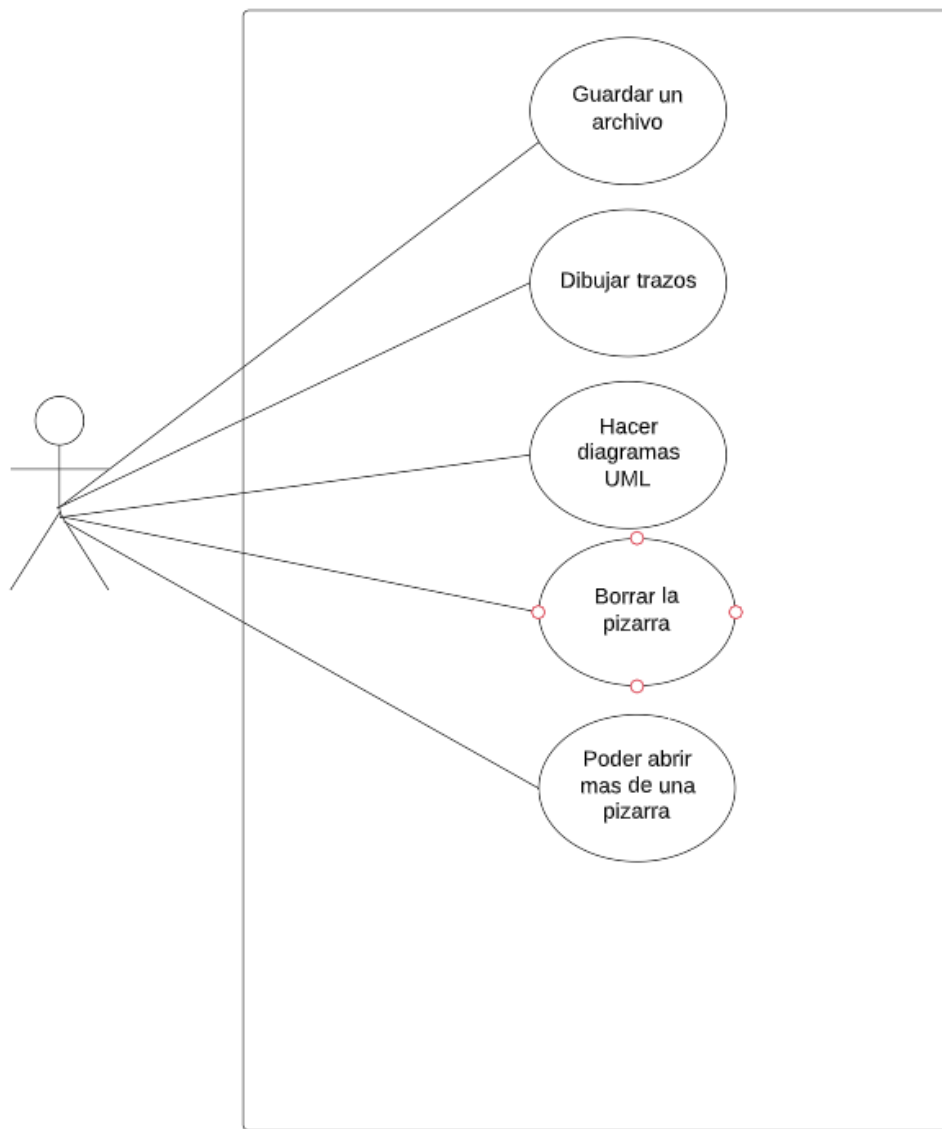 Guardar un
archivo
Dibujar trazos
Hacer
diagramas
UML
Borrar la
pizarra
Poder abrir
mas de una
pizarra